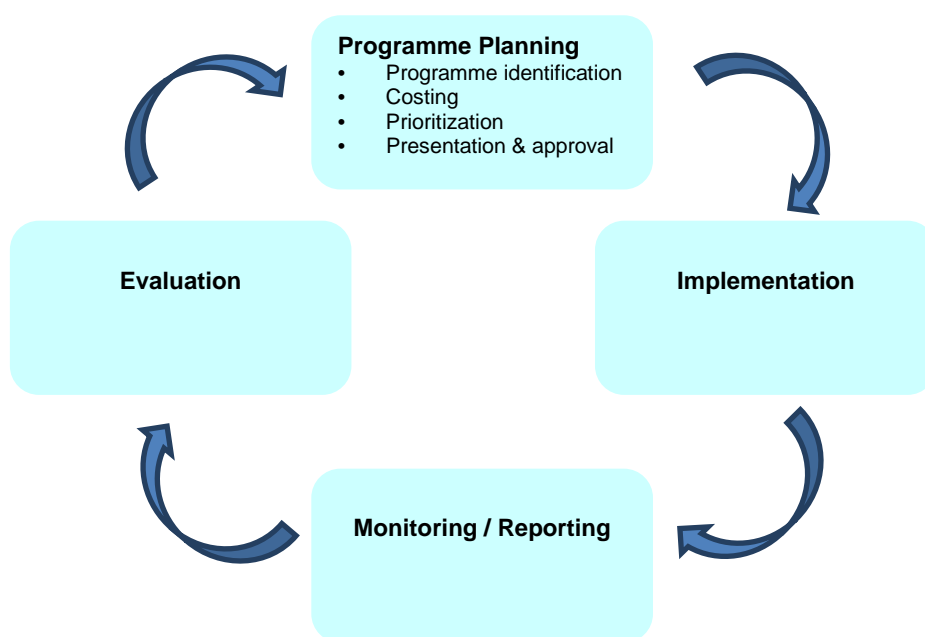 Programme Planning
• Programme identification
• Costing
• Prioritization
• Presentation & approval
Evaluation
Implementation
Monitoring / Reporting